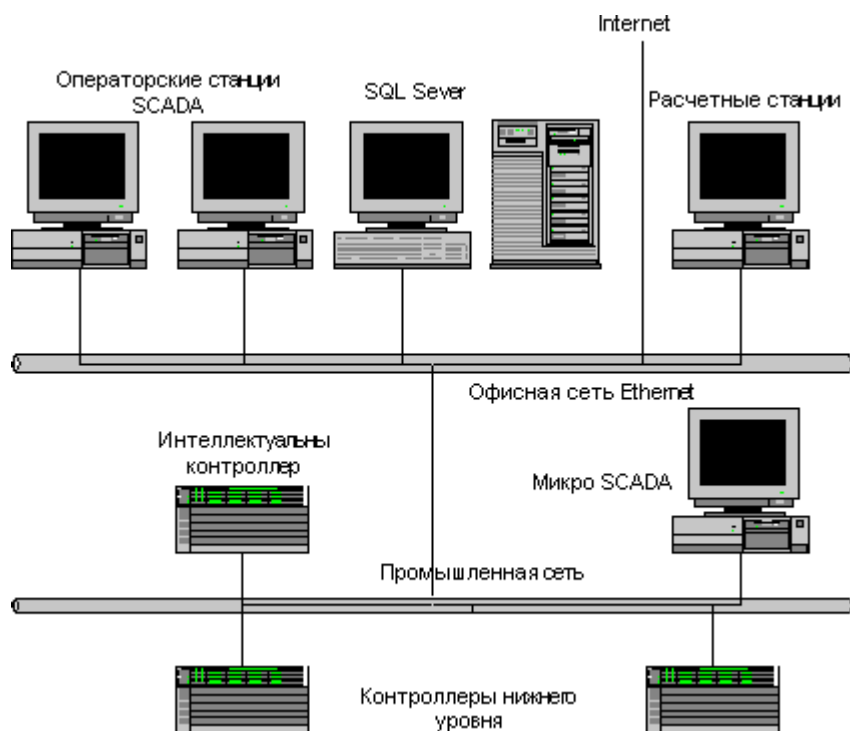 Internet
Операторские станции
SCADA
SQL Sever
Расчетные станции
Офисная сеть Ethernet
Интеллектуальны
контроллер
Микро SCADA
Промышленная сеть
Контроллеры нижнего
уровня